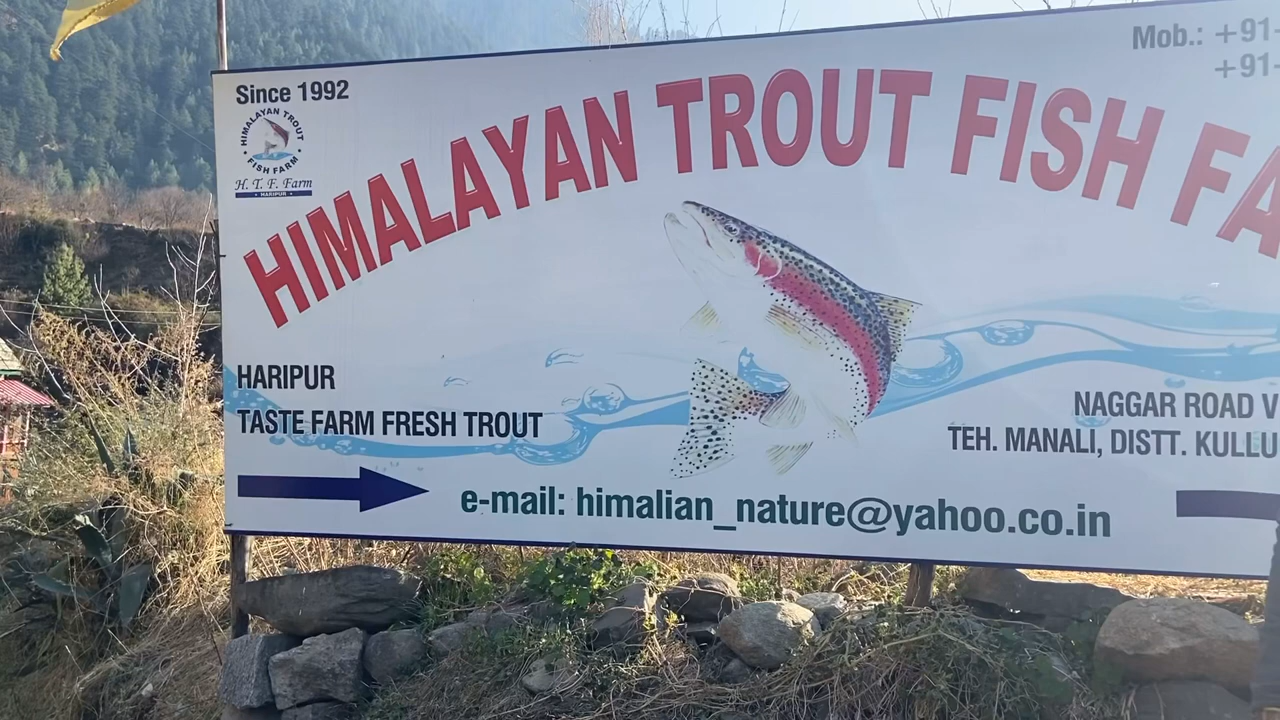 Since 1992
Mob.: +91-
+91-
HIMALAYAN TROUT
FISH FARM
H. T. F. Farm
HARIPUR
HIMALAYAN TROUT FISH FA
HARIPUR
TASTE FARM FRESH TROUT
NAGGAR ROAD V
TEH. MANALI, DISTT. KULLU
e-mail: himalian_nature@yahoo.co.in